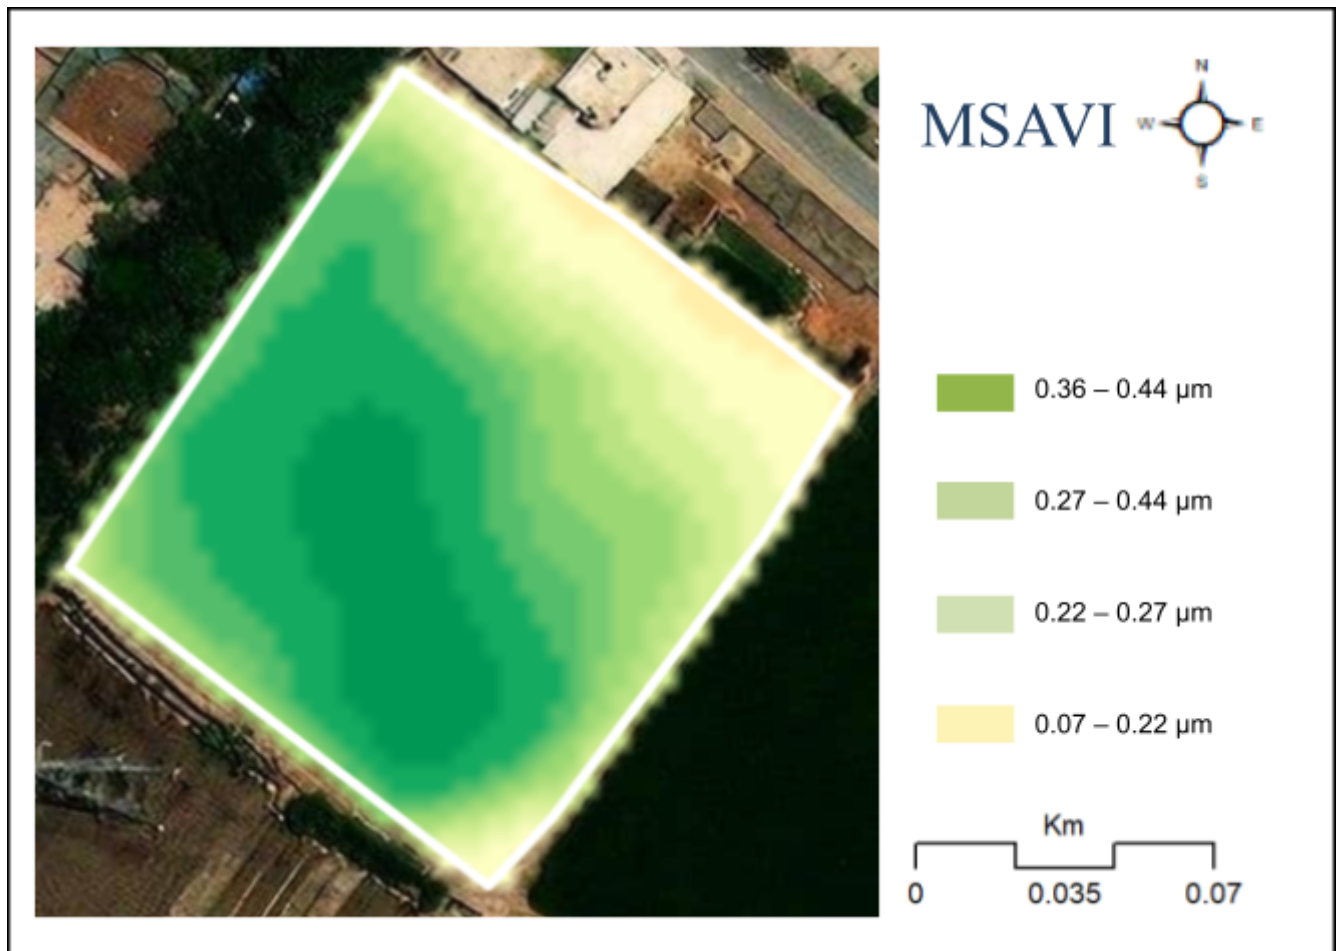 MSAVI
N
W E
S
0.36 – 0.44 µm
0.27 – 0.44 µm
0.22 – 0.27 µm
0.07 – 0.22 µm
Km
0 0.035 0.07